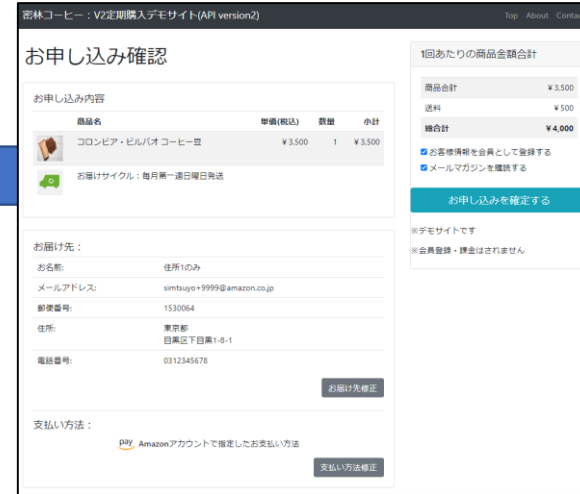 密林コーヒー：V2定期購入デモサイト(API version2)
Top About Contac
お申し込み確認
お申し込み内容
商品名 単価(税込) 数量 小計
コロンビア・ビルバオ コーヒー豆 ¥ 3,500 1 ¥ 3,500
お届けサイクル：毎月第一週日曜日発送
お届け先：
お名前: 住所1のみ
メールアドレス: simtsuyo+9999@amazon.co.jp
郵便番号: 1530064
住所: 東京都
目黒区下目黒1-8-1
電話番号: 0312345678
お届け先修正
支払い方法：
pay Amazonアカウントで指定したお支払い方法
支払い方法修正
1回あたりの商品金額合計
商品合計 ¥ 3,500
送料 ¥ 500
総合計 ¥ 4,000
お客様情報を会員として登録する
メールマガジンを購読する
お申し込みを確定する
※デモサイトです
※会員登録・課金はされません